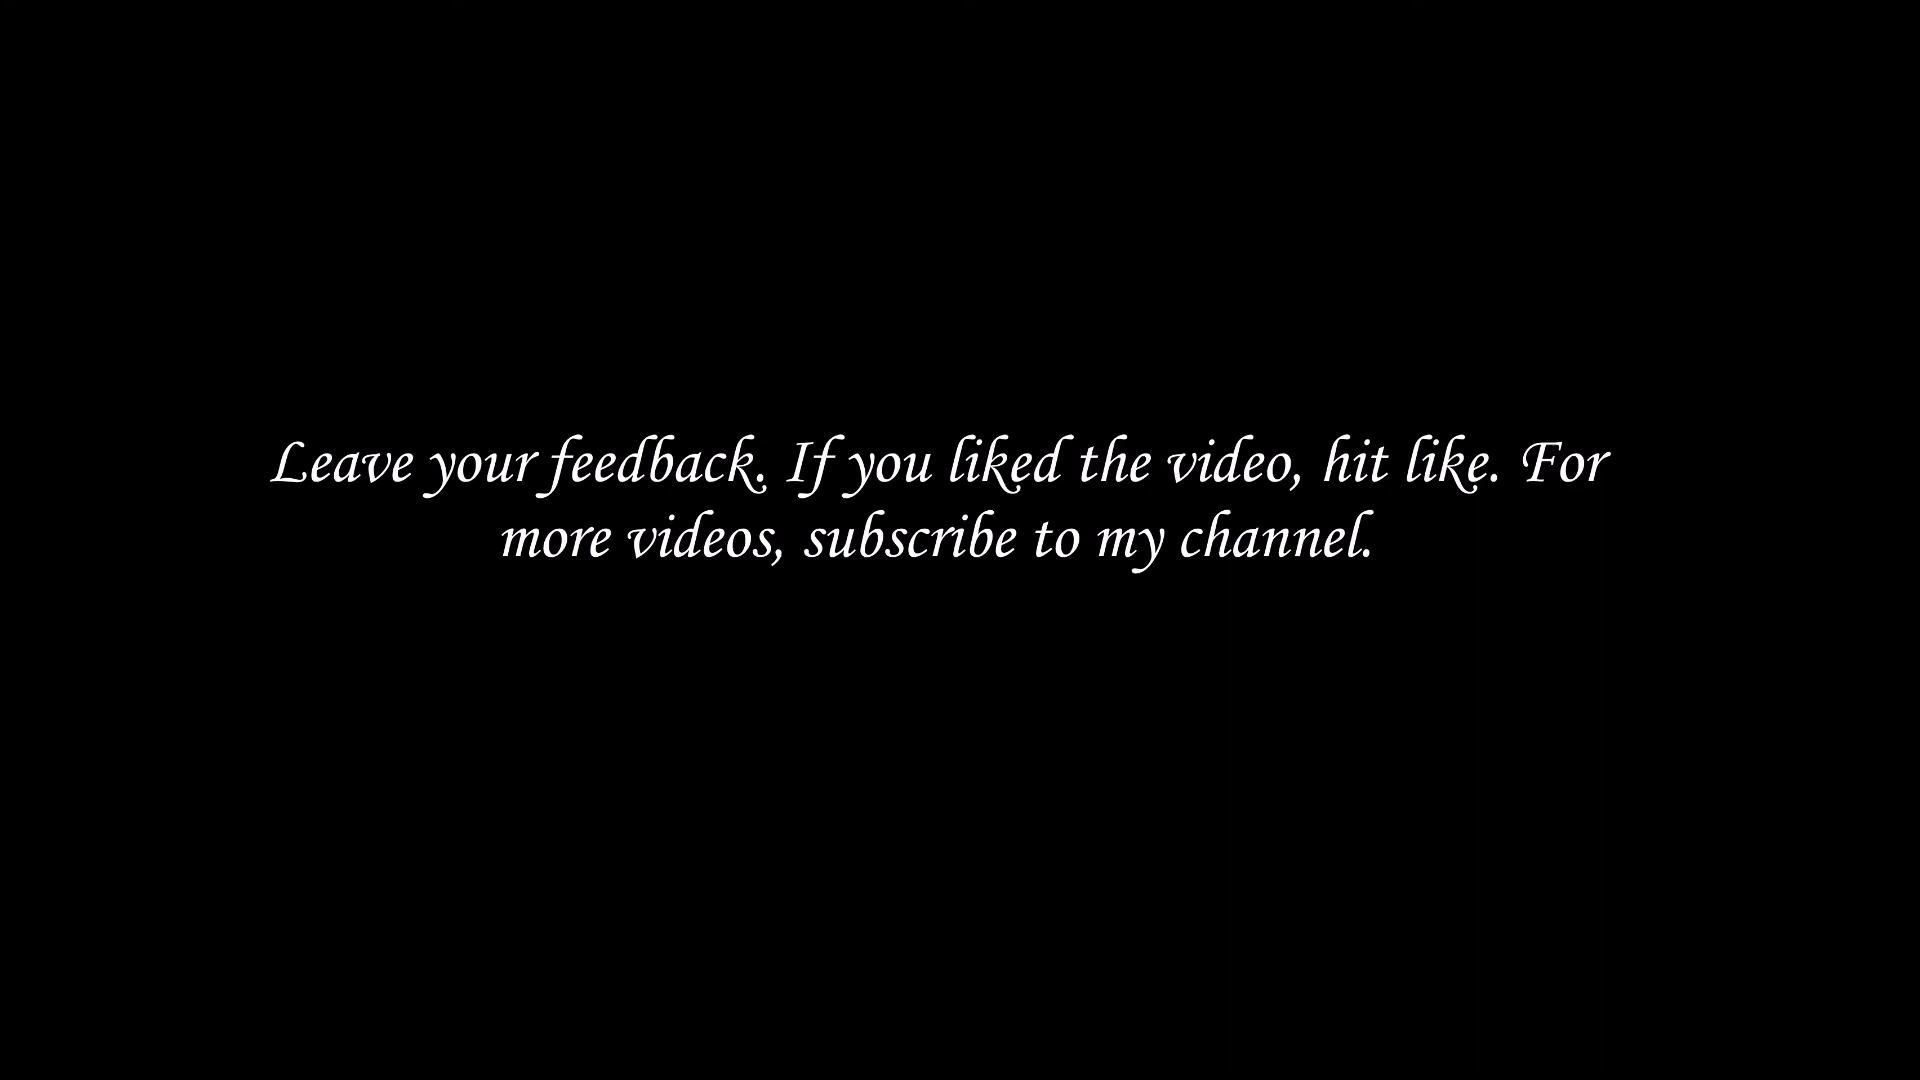 Leave your feedback. If you liked the video, hit like. For
more videos, subscribe to my channel.